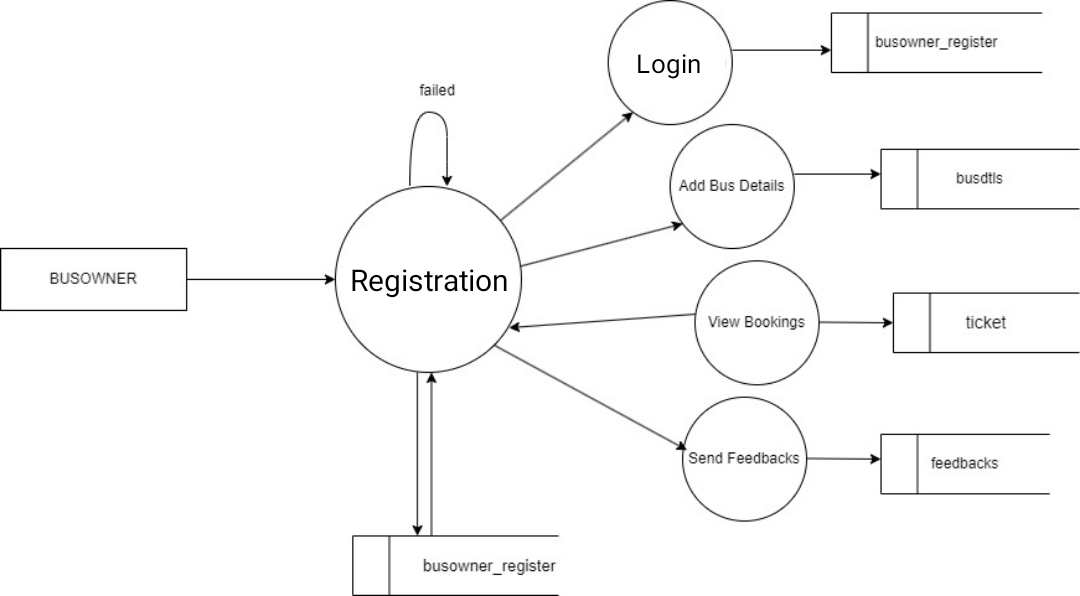 Login
busowner_register
failed
Add Bus Details
busdtls
BUSOWNER
Registration
View Bookings
ticket
Send Feedbacks
feedbacks
busowner_register